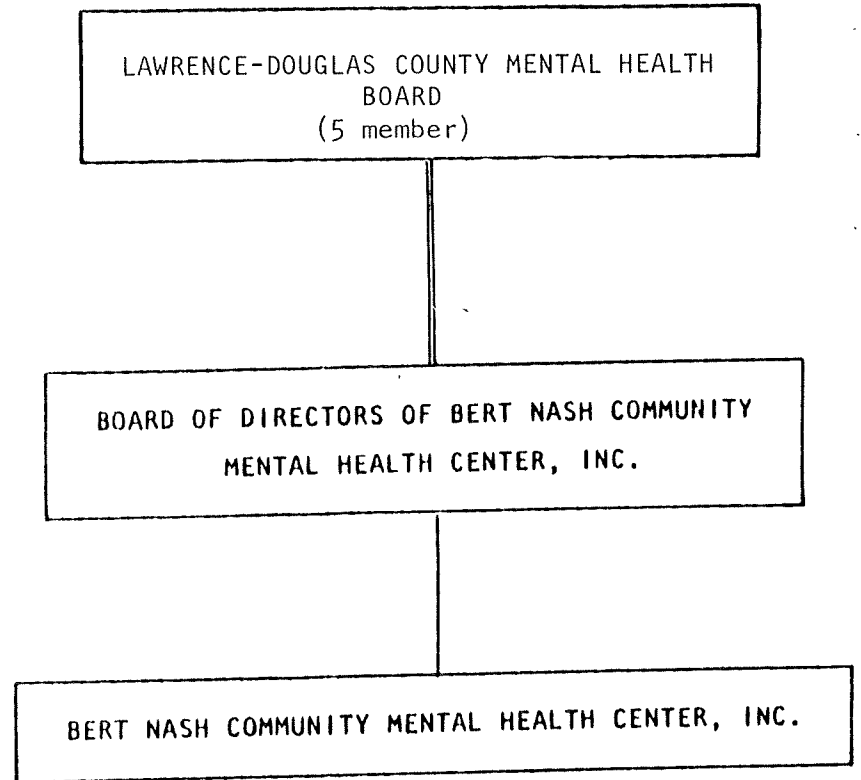 LAWRENCE-DOUGLAS COUNTY MENTAL HEALTH
BOARD
(5 member)
BOARD OF DIRECTORS OF BERT NASH COMMUNITY
MENTAL HEALTH CENTER, INC.
BERT NASH COMMUNITY MENTAL HEALTH CENTER, INC.